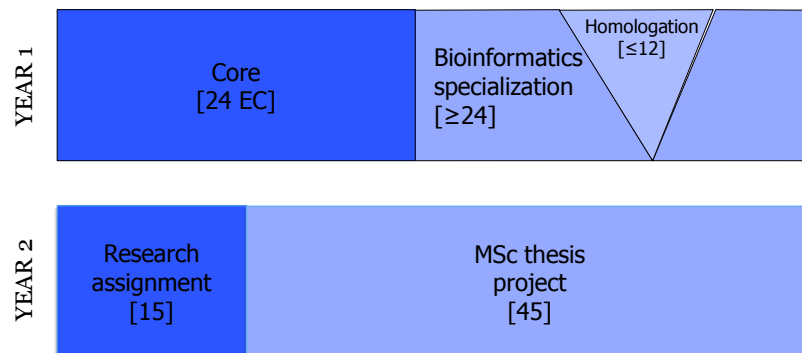 YEAR 1
Core
[24 EC]
Bioinformatics
specialization
[≥24]
Homologation
[≤12]
YEAR 2
Research
assignment
[15]
MSc thesis
project
[45]